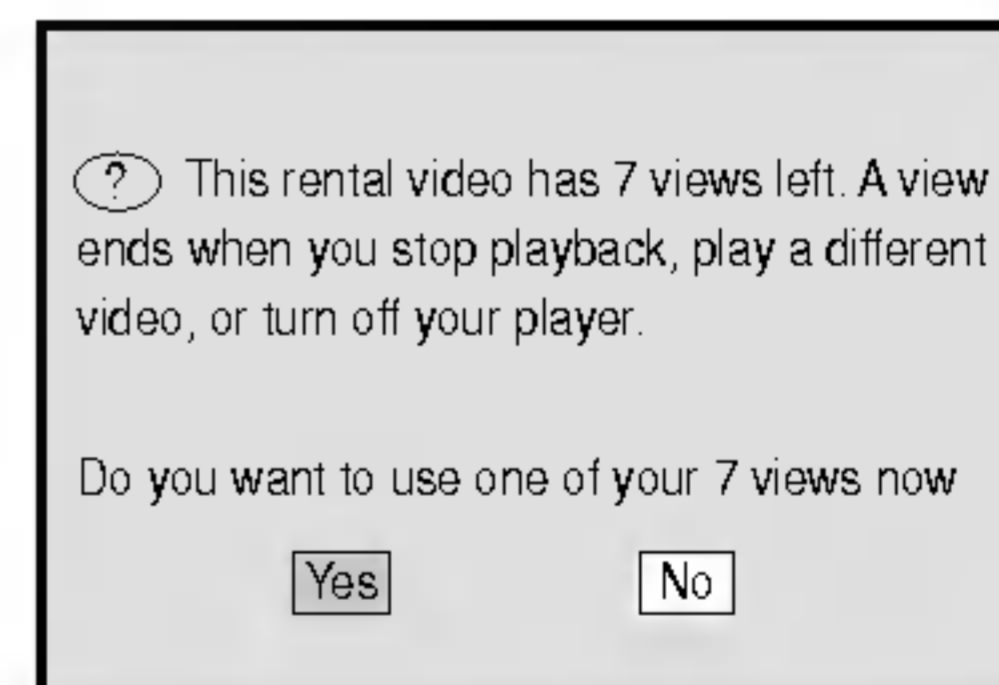 ? This rental video has 7 views left. A view
ends when you stop playback, play a different
video, or turn off your player.
Do you want to use one of your 7 views now
Yes No